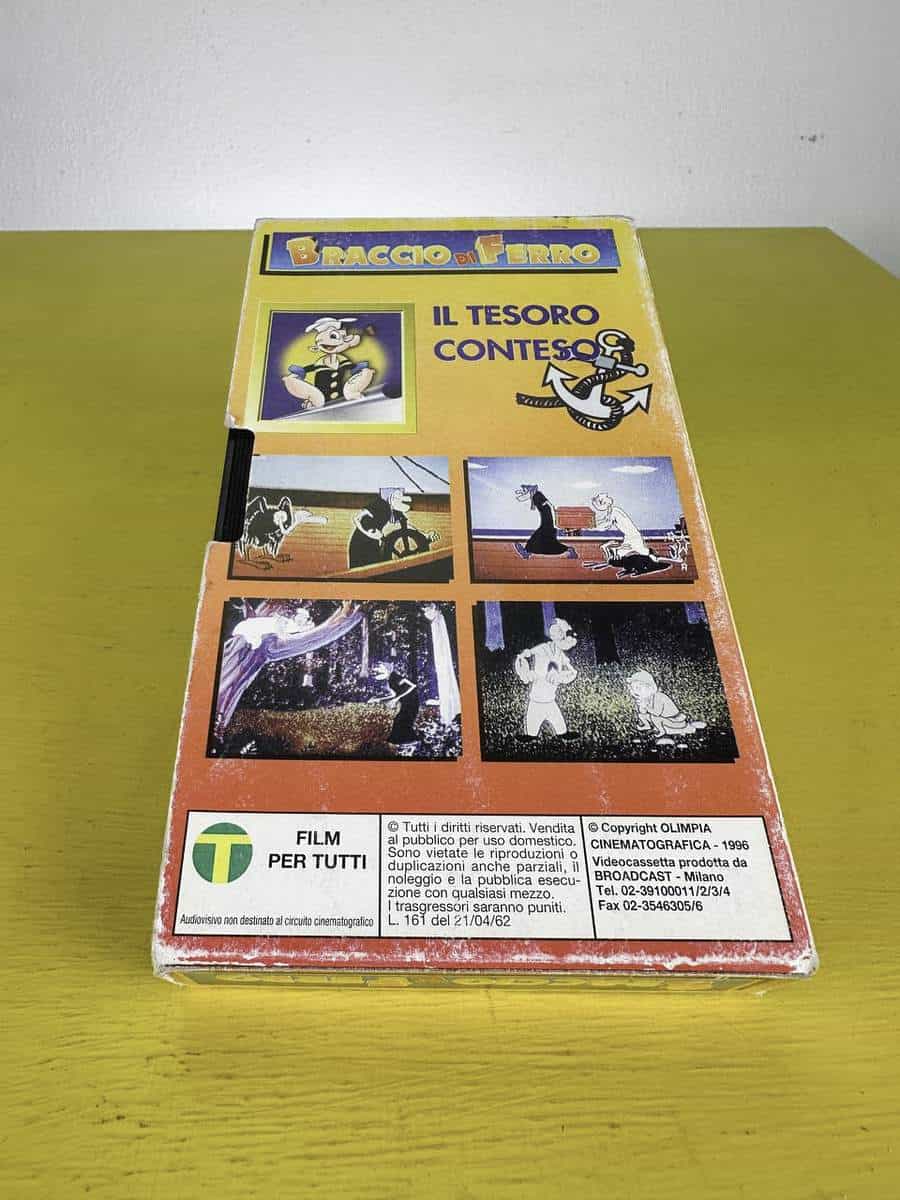 BRACCIO DI FERRO
IL TESORO
CONTESO
T
FILM
PER TUTTI
Audiovisivo non destinato al circuito cinematografico
© Tutti i diritti riservati. Vendita
al pubblico per uso domestico.
Sono vietate le riproduzioni o
duplicazioni anche parziali, il
noleggio e la pubblica esecu-
zione con qualsiasi mezzo.
I trasgressori saranno puniti.
L. 161 del 21/04/62
© Copyright OLIMPIA
CINEMATOGRAFICA - 1996
Videocassetta prodotta da
BROADCAST - Milano
Tel. 02-39100011/2/3/4
Fax 02-3546305/6